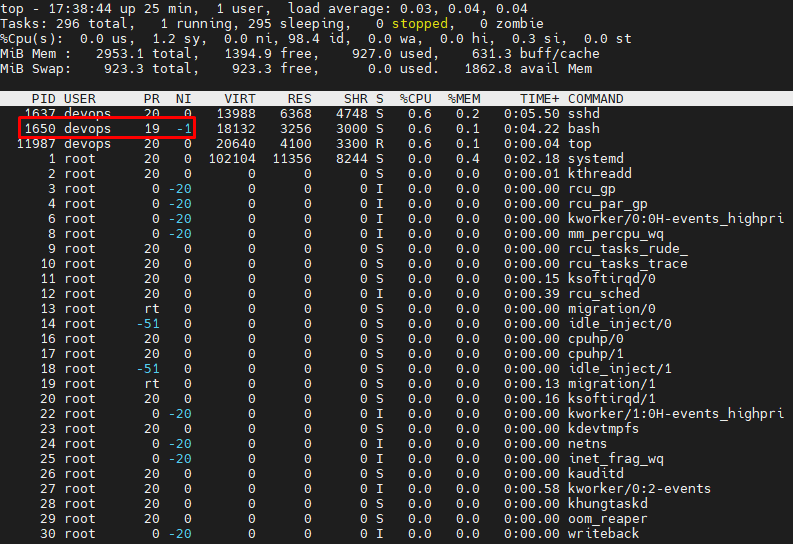 top - 17:38:44 up 25 min,  1 user,  load average: 0.03, 0.04, 0.04
Tasks: 296 total,   1 running, 295 sleeping,   0 stopped,   0 zombie
%Cpu(s):  0.0 us,  1.2 sy,  0.0 ni, 98.4 id,  0.0 wa,  0.0 hi,  0.3 si,  0.0 st
MiB Mem :   2953.1 total,   1394.9 free,    927.0 used,    631.3 buff/cache
MiB Swap:    923.3 total,    923.3 free,      0.0 used.   1862.8 avail Mem
PID USER      PR  NI    VIRT    RES    SHR S  %CPU  %MEM     TIME+ COMMAND
1637 devops    20   0   13988   6368   4748 S   0.6   0.2   0:05.50 sshd
1650 devops    19  -1   18132   3256   3000 S   0.6   0.1   0:04.22 bash
11987 devops    20   0   20640   4100   3300 R   0.6   0.1   0:00.04 top
1 root      20   0  102104  11356   8244 S   0.0   0.4   0:02.18 systemd
2 root      20   0       0      0      0 S   0.0   0.0   0:00.01 kthreadd
3 root       0 -20       0      0      0 I   0.0   0.0   0:00.00 rcu_gp
4 root       0 -20       0      0      0 I   0.0   0.0   0:00.00 rcu_par_gp
6 root       0 -20       0      0      0 I   0.0   0.0   0:00.00 kworker/0:0H-events_highpri
8 root       0 -20       0      0      0 I   0.0   0.0   0:00.00 mm_percpu_wq
9 root      20   0       0      0      0 S   0.0   0.0   0:00.00 rcu_tasks_rude_
10 root      20   0       0      0      0 S   0.0   0.0   0:00.00 rcu_tasks_trace
11 root      20   0       0      0      0 S   0.0   0.0   0:00.15 ksoftirqd/0
12 root      20   0       0      0      0 I   0.0   0.0   0:00.39 rcu_sched
13 root      rt   0       0      0      0 S   0.0   0.0   0:00.00 migration/0
14 root     -51   0       0      0      0 S   0.0   0.0   0:00.00 idle_inject/0
16 root      20   0       0      0      0 S   0.0   0.0   0:00.00 cpuhp/0
17 root      20   0       0      0      0 S   0.0   0.0   0:00.00 cpuhp/1
18 root     -51   0       0      0      0 S   0.0   0.0   0:00.00 idle_inject/1
19 root      rt   0       0      0      0 S   0.0   0.0   0:00.13 migration/1
20 root      20   0       0      0      0 S   0.0   0.0   0:00.16 ksoftirqd/1
22 root       0 -20       0      0      0 I   0.0   0.0   0:00.00 kworker/1:0H-events_highpri
23 root      20   0       0      0      0 S   0.0   0.0   0:00.00 kdevtmpfs
24 root       0 -20       0      0      0 I   0.0   0.0   0:00.00 netns
25 root       0 -20       0      0      0 I   0.0   0.0   0:00.00 inet_frag_wq
26 root      20   0       0      0      0 S   0.0   0.0   0:00.00 kauditd
27 root      20   0       0      0      0 I   0.0   0.0   0:00.58 kworker/0:2-events
28 root      20   0       0      0      0 S   0.0   0.0   0:00.00 khungtaskd
29 root      20   0       0      0      0 S   0.0   0.0   0:00.00 oom_reaper
30 root       0 -20       0      0      0 I   0.0   0.0   0:00.00 writeback